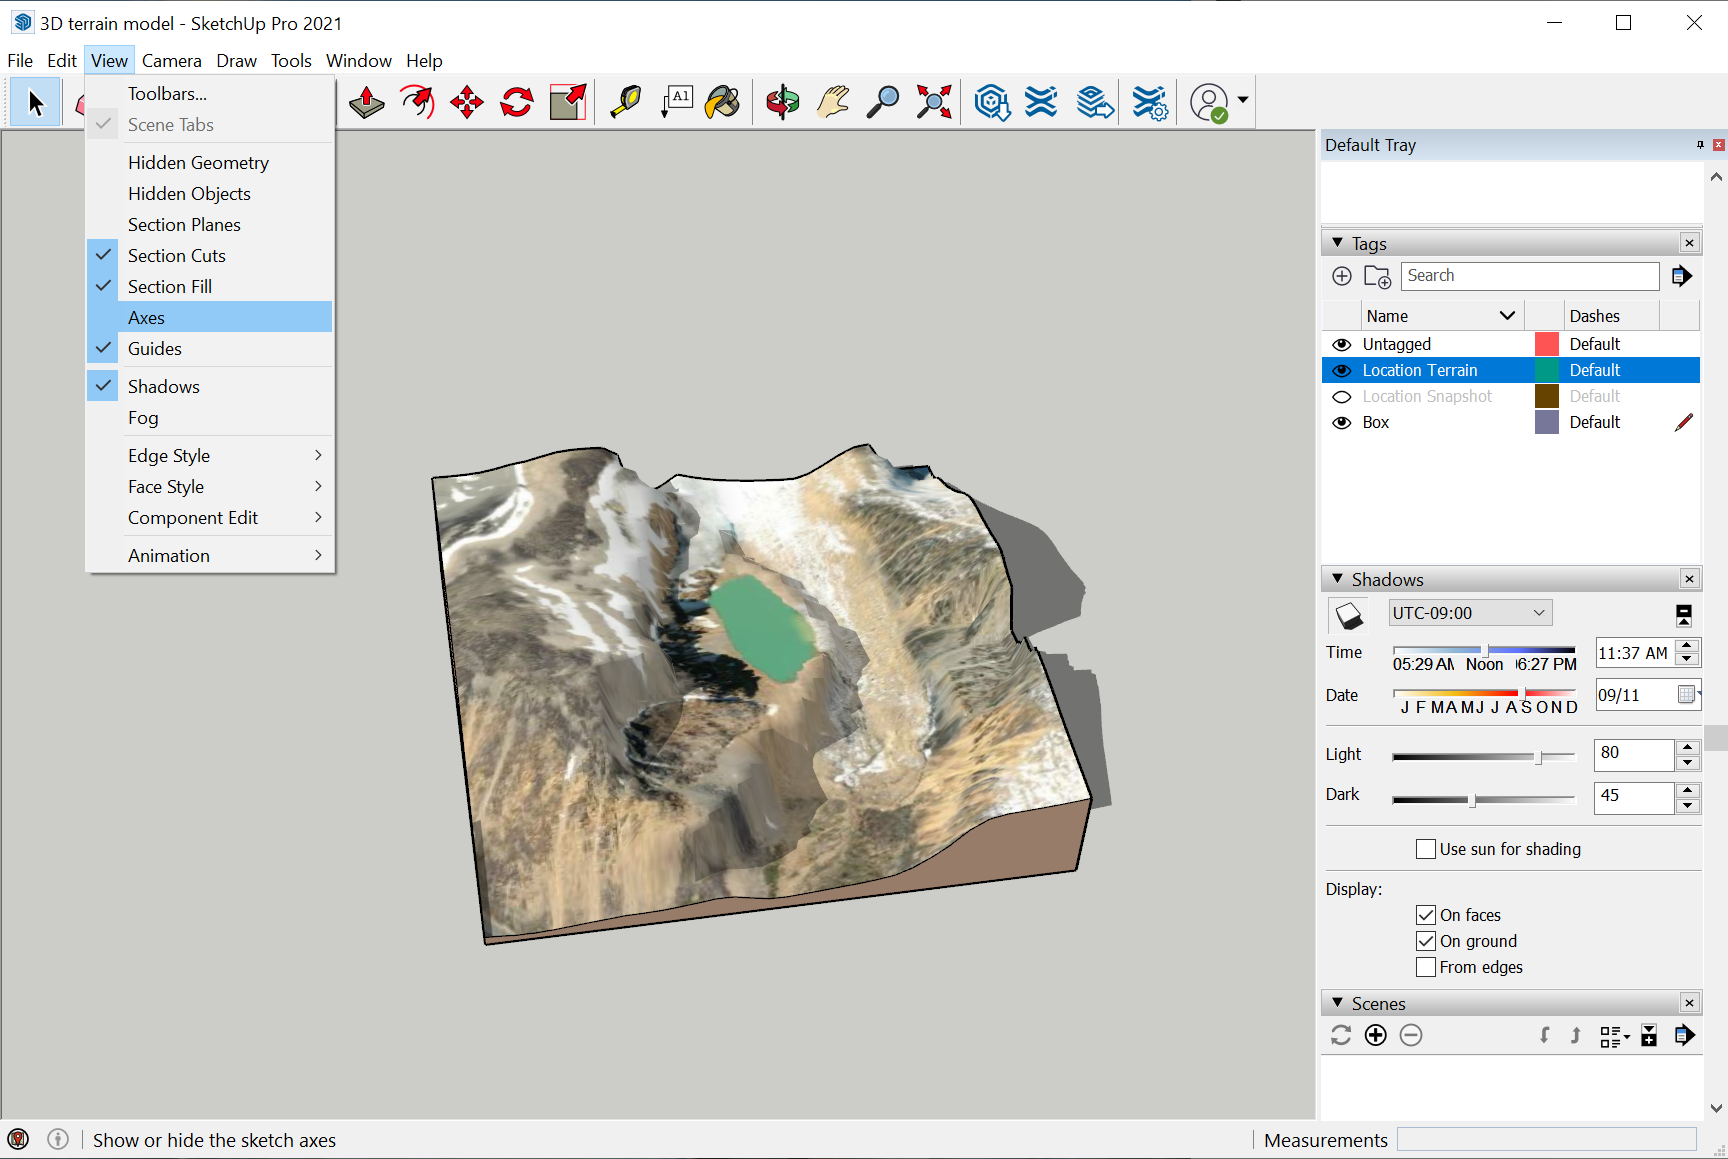 3D terrain model - SketchUp Pro 2021
File Edit View Camera Draw Tools Window Help
Toolbars...
Scene Tabs
Hidden Geometry
Hidden Objects
Section Planes
Section Cuts
Section Fill
Axes
Guides
Shadows
Fog
Edge Style
Face Style
Component Edit
Animation
A1
Default Tray
Tags
Search
Name Dashes
Untagged Default
Location Terrain Default
Location Snapshot Default
Box Default
Shadows
UTC-09:00
Time 11:37 AM
05:29 AM Noon 06:27 PM
Date 09/11
J F M A M J J A S O N D
Light 80
Dark 45
Use sun for shading
Display:
On faces
On ground
From edges
Scenes
Show or hide the sketch axes
Measurements